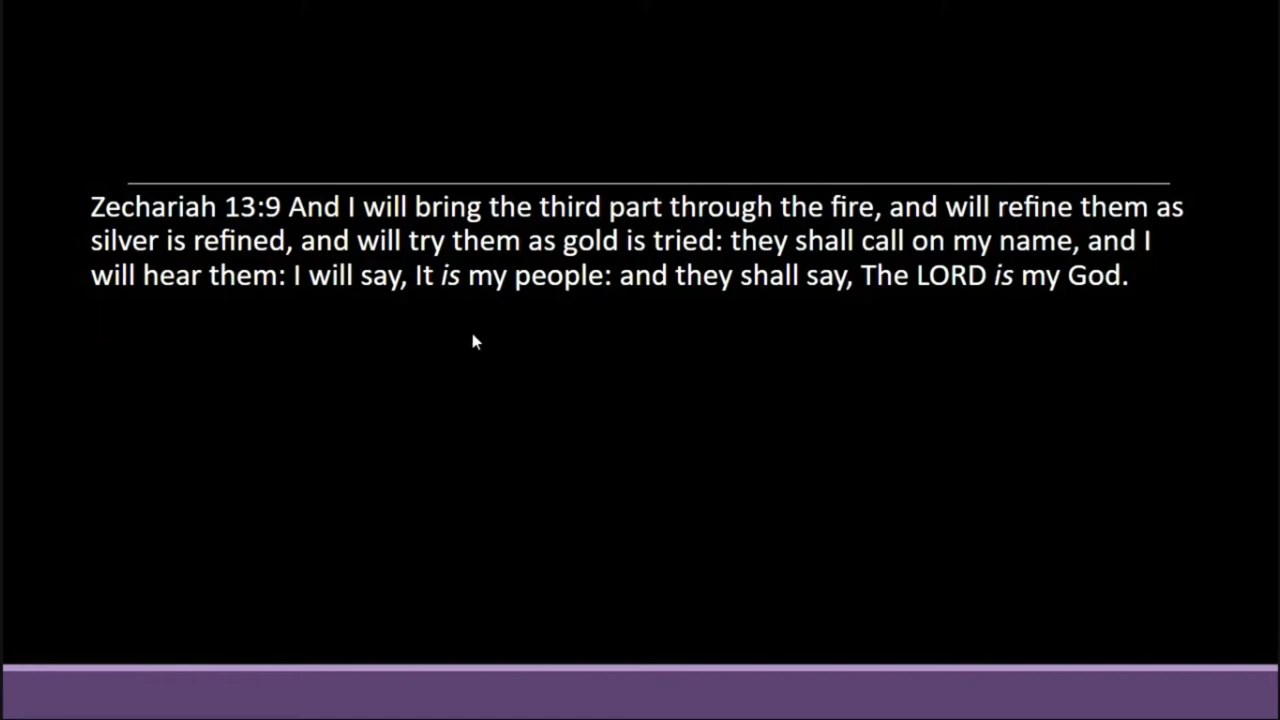 Zechariah 13:9 And I will bring the third part through the fire, and will refine them as
silver is refined, and will try them as gold is tried: they shall call on my name, and I
will hear them: I will say, It is my people: and they shall say, The LORD is my God.